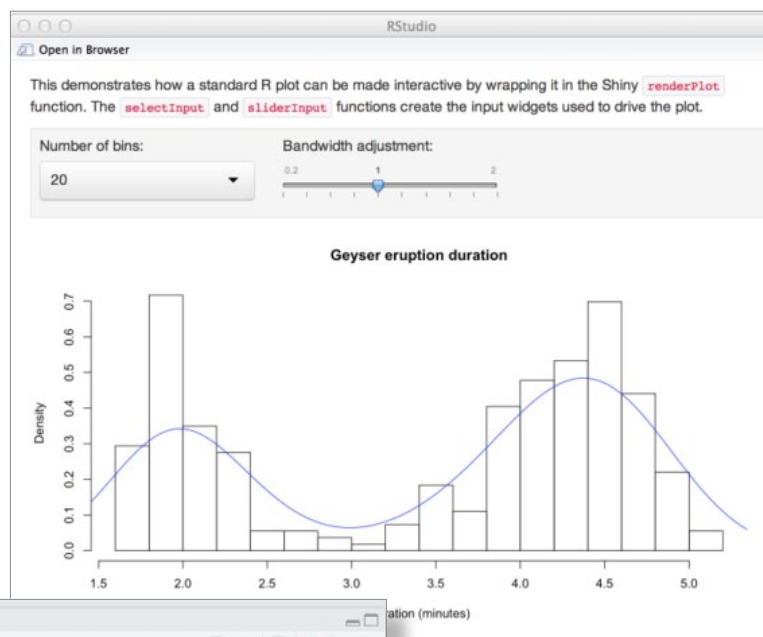 RStudio
Open in Browser
This demonstrates how a standard R plot can be made interactive by wrapping it in the Shiny renderPlot
function. The selectInput and sliderInput functions create the input widgets used to drive the plot.
Number of bins:
Bandwidth adjustment:
20
0.2 1 2
Geyser eruption duration
Density
0.7
0.6
0.5
0.4
0.3
0.2
0.1
0.0
1.5 2.0 2.5 3.0 3.5 4.0 4.5 5.0
(minutes)